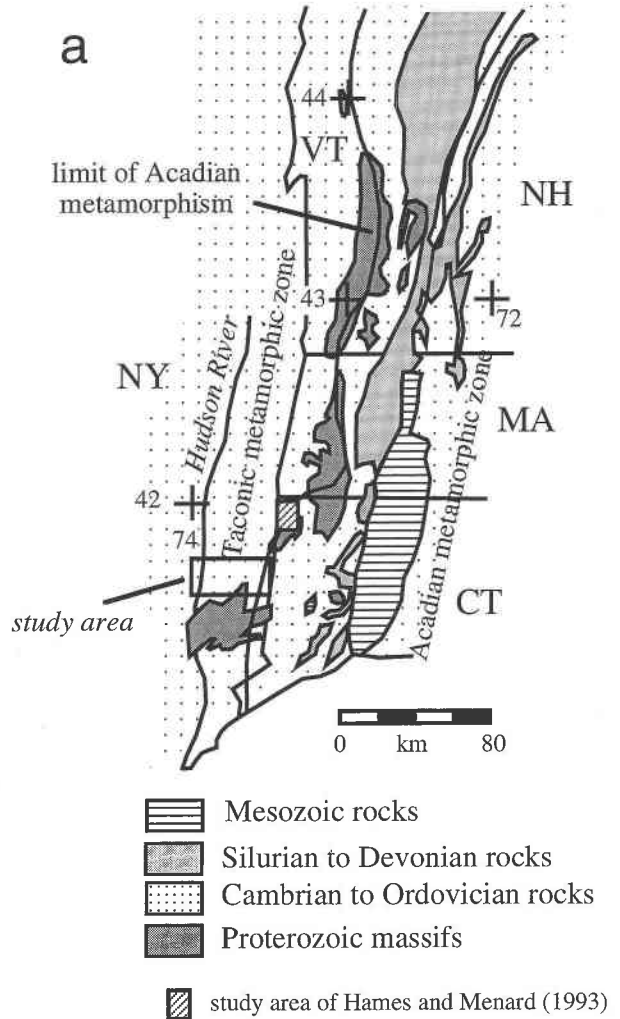 a
44
VT
limit of Acadian
metamorphism
NH
43
72
Hudson River
Taconic metamorphic zone
NY
MA
42
74
Acadian metamorphic zone
CT
study area
0 km 80
Mesozoic rocks
Silurian to Devonian rocks
Cambrian to Ordovician rocks
Proterozoic massifs
study area of Hames and Menard (1993)